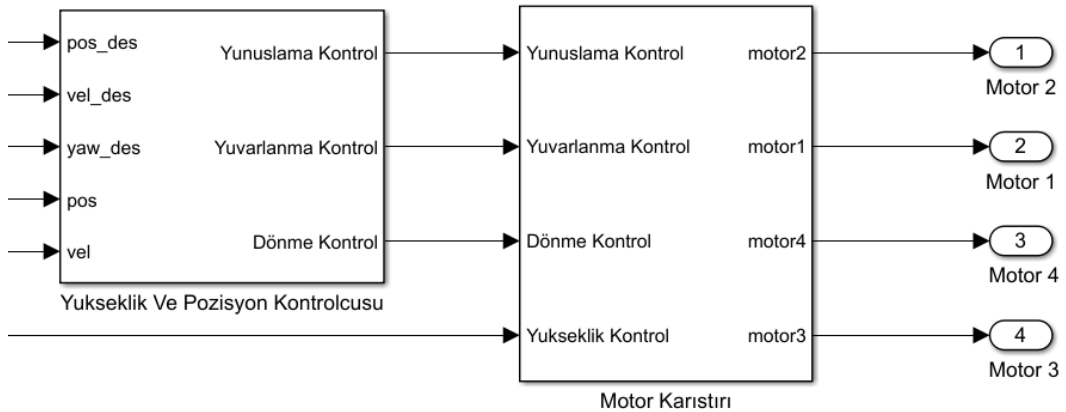 pos_des
vel_des
yaw_des
pos
vel
Yunuslama Kontrol
Yuvarlanma Kontrol
Dönme Kontrol
Yukseklik Ve Pozisyon Kontrolcusu
Yunuslama Kontrol
Yuvarlanma Kontrol
Dönme Kontrol
Yukseklik Kontrol
motor2
motor1
motor4
motor3
Motor Karıstırı
1
Motor 2
2
Motor 1
3
Motor 4
4
Motor 3